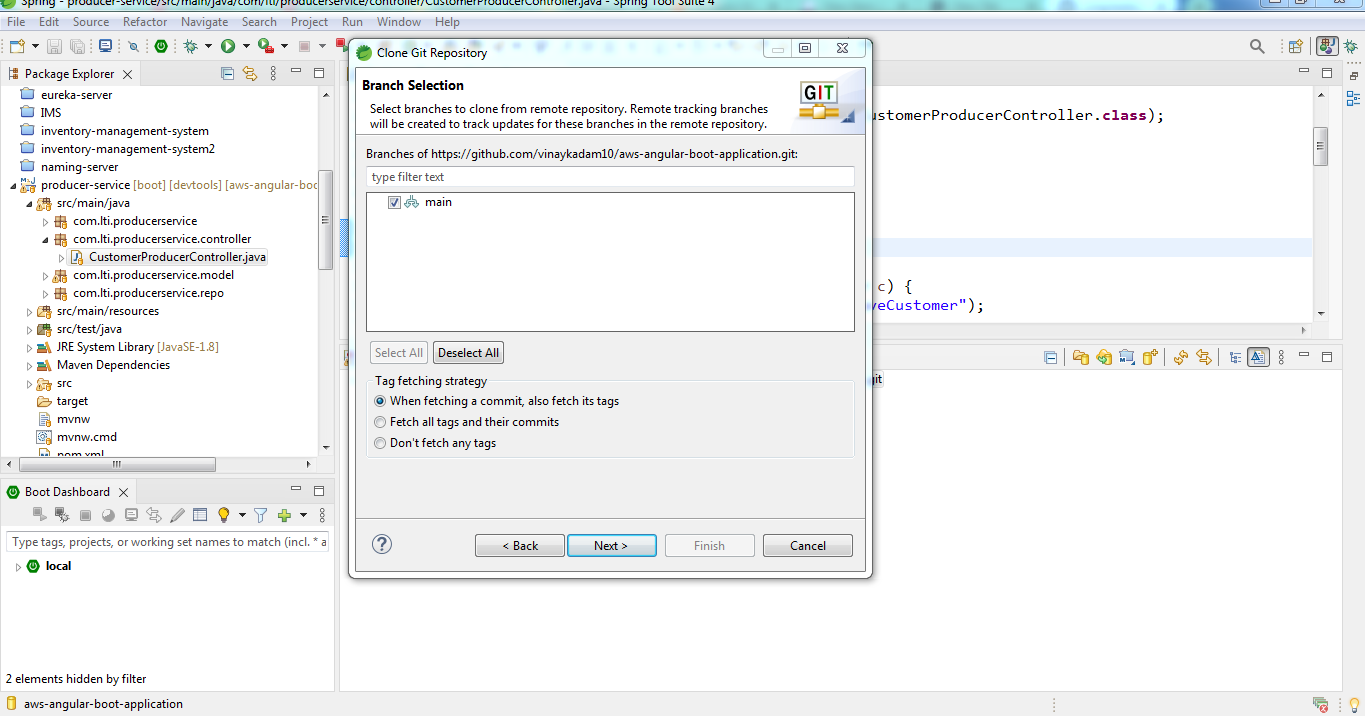 Spring - producer-service/src/main/java/com/lti/producerservice/controller/CustomerProducerController.java - Spring Tool Suite 4
File Edit Source Refactor Navigate Search Project Run Window Help
Package Explorer
eureka-server
IMS
inventory-management-system
inventory-management-system2
naming-server
producer-service [boot] [devtools] [aws-angular-boo
src/main/java
com.lti.producerservice
com.lti.producerservice.controller
CustomerProducerController.java
com.lti.producerservice.model
com.lti.producerservice.repo
src/main/resources
src/test/java
JRE System Library [JavaSE-1.8]
Maven Dependencies
src
target
mvnw
mvnw.cmd
pom.xml
Boot Dashboard
Type tags, projects, or working set names to match (incl. * a
local
2 elements hidden by filter
aws-angular-boot-application
Clone Git Repository
Branch Selection
Select branches to clone from remote repository. Remote tracking branches
will be created to track updates for these branches in the remote repository.
GIT
Branches of https://github.com/vinaykadam10/aws-angular-boot-application.git:
type filter text
main
Select All Deselect All
Tag fetching strategy
When fetching a commit, also fetch its tags
Fetch all tags and their commits
Don't fetch any tags
< Back Next > Finish Cancel
ustomerProducerController.class);
c) {
veCustomer");
git